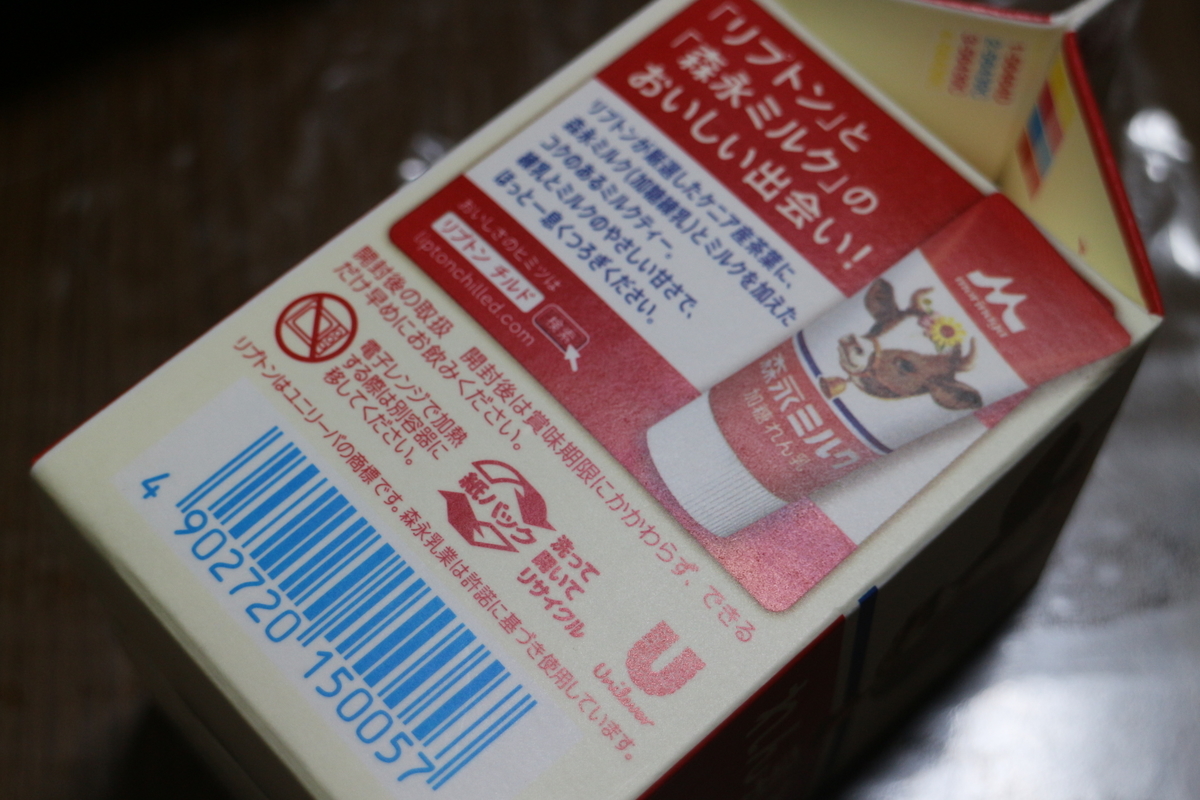 「リプトン」と
「森永ミルク」の
おいしい出会い!
リプトンが厳選したケニア産茶葉に、
森永ミルク(加糖練乳)とミルクを加えた
コクのあるミルクティー。
練乳とミルクのやさしい甘さで、
ほっと一息くつろぎください。
おいしさのヒミツは
リプトン チルド
検索
liptonchilled.com
morinaga
森永ミルク
加糖れん乳
開封後の取扱 開封後は賞味期限にかかわらず、できる
だけ早めにお飲みください。
電子レンジで加熱
する際は別容器に
移してください。
紙パック
洗って
開いて
リサイクル
リプトンはユニリーバの商標です。森永乳業は許諾に基づき使用しています。
Unilever
4 902720 150057